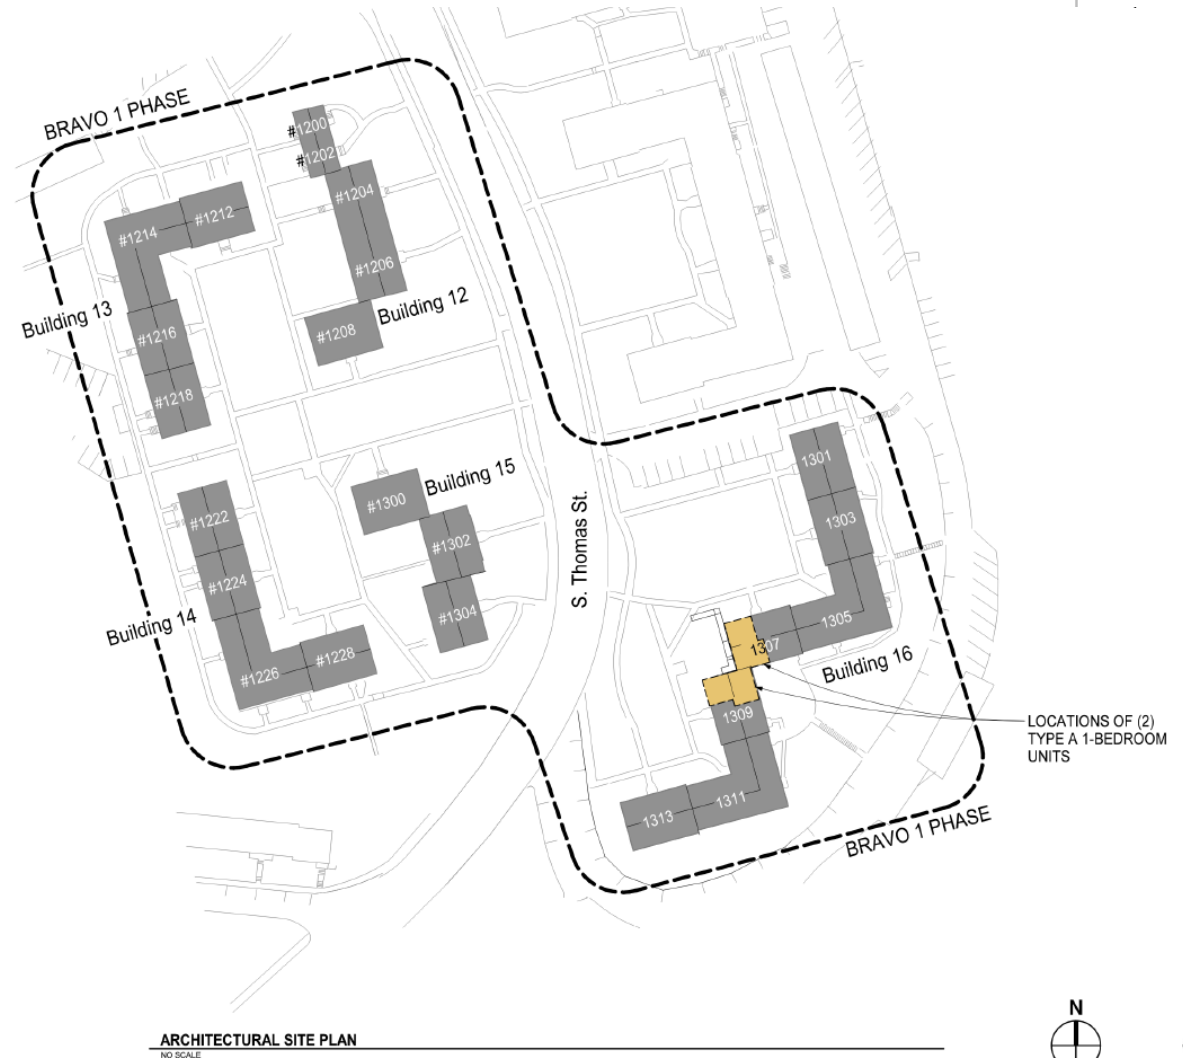 BRAVO 1 PHASE
#1200
#1202
#1204
#1206
#1208
Building 12
#1212
#1214
Building 13
#1216
#1218
Building 15
#1300
#1302
#1304
#1222
#1224
Building 14
#1226
#1228
S. Thomas St.
1301
1303
1305
1307
Building 16
1309
1311
1313
LOCATIONS OF (2)
TYPE A 1-BEDROOM
UNITS
BRAVO 1 PHASE
N
ARCHITECTURAL SITE PLAN
NO SCALE